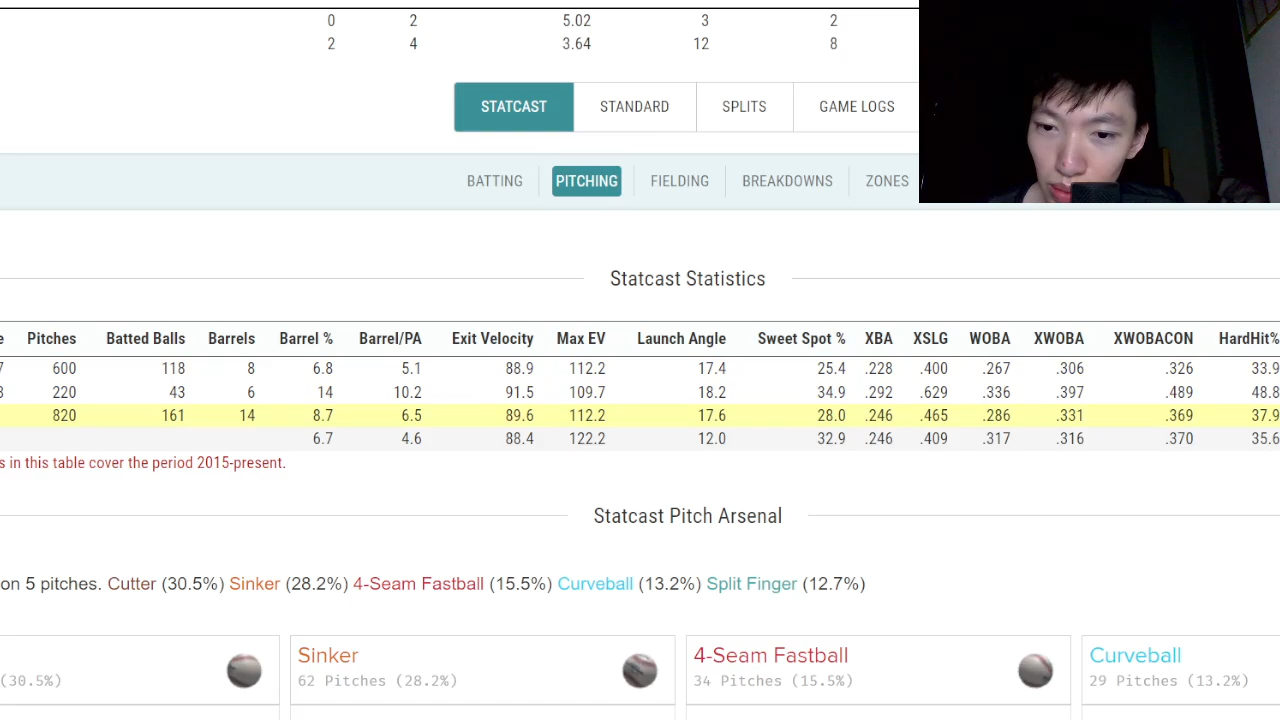 0 2 5.02 3 2
2 4 3.64 12 8
STATCAST STANDARD SPLITS GAME LOGS
BATTING PITCHING FIELDING BREAKDOWNS ZONES
Statcast Statistics
e Pitches Batted Balls Barrels Barrel % Barrel/PA Exit Velocity Max EV Launch Angle Sweet Spot % XBA XSLG WOBA XWOBA XWOBACON HardHit%
7 600 118 8 6.8 5.1 88.9 112.2 17.4 25.4 .228 .400 .267 .306 .326 33.9
3 220 43 6 14 10.2 91.5 109.7 18.2 34.9 .292 .629 .336 .397 .489 48.8
820 161 14 8.7 6.5 89.6 112.2 17.6 28.0 .246 .465 .286 .331 .369 37.9
6.7 4.6 88.4 122.2 12.0 32.9 .246 .409 .317 .316 .370 35.6
s in this table cover the period 2015-present.
Statcast Pitch Arsenal
on 5 pitches. Cutter (30.5%) Sinker (28.2%) 4-Seam Fastball (15.5%) Curveball (13.2%) Split Finger (12.7%)
Sinker 4-Seam Fastball Curveball
(30.5%) 62 Pitches (28.2%) 34 Pitches (15.5%) 29 Pitches (13.2%)